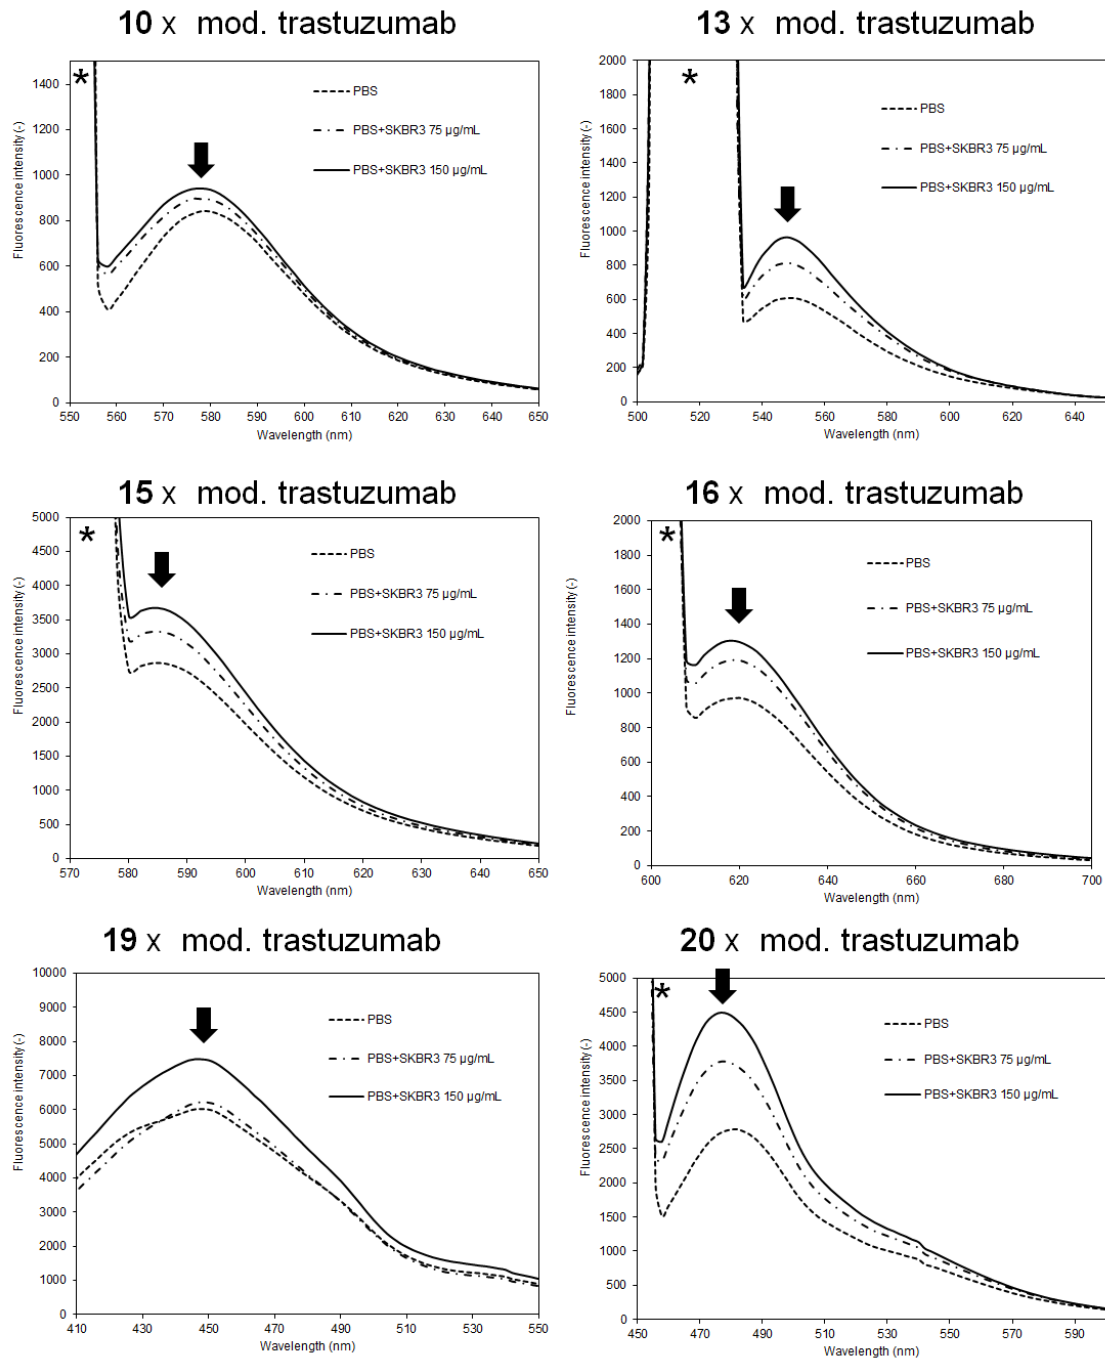 10 x mod. trastuzumab
*
Fluorescence intensity (-)
1400
1200
1000
800
600
400
200
0
550 560 570 580 590 600 610 620 630 640 650
Wavelength (nm)
PBS
PBS+SKBR3 75 µg/mL
PBS+SKBR3 150 µg/mL
13 x mod. trastuzumab
*
Fluorescence intensity (-)
2000
1800
1600
1400
1200
1000
800
600
400
200
0
500 520 540 560 580 600 620 640
Wavelength (nm)
PBS
PBS+SKBR3 75 µg/mL
PBS+SKBR3 150 µg/mL
15 x mod. trastuzumab
*
Fluorescence intensity (-)
5000
4500
4000
3500
3000
2500
2000
1500
1000
500
0
570 580 590 600 610 620 630 640 650
Wavelength (nm)
PBS
PBS+SKBR3 75 µg/mL
PBS+SKBR3 150 µg/mL
16 x mod. trastuzumab
*
Fluorescence intensity (-)
2000
1800
1600
1400
1200
1000
800
600
400
200
0
600 620 640 660 680 700
Wavelength (nm)
PBS
PBS+SKBR3 75 µg/mL
PBS+SKBR3 150 µg/mL
19 x mod. trastuzumab
Fluorescence intensity (-)
10000
9000
8000
7000
6000
5000
4000
3000
2000
1000
0
410 430 450 470 490 510 530 550
Wavelength (nm)
PBS
PBS+SKBR3 75 µg/mL
PBS+SKBR3 150 µg/mL
20 x mod. trastuzumab
*
Fluorescence intensity (-)
5000
4500
4000
3500
3000
2500
2000
1500
1000
500
0
450 470 490 510 530 550 570 590
Wavelength (nm)
PBS
PBS+SKBR3 75 µg/mL
PBS+SKBR3 150 µg/mL